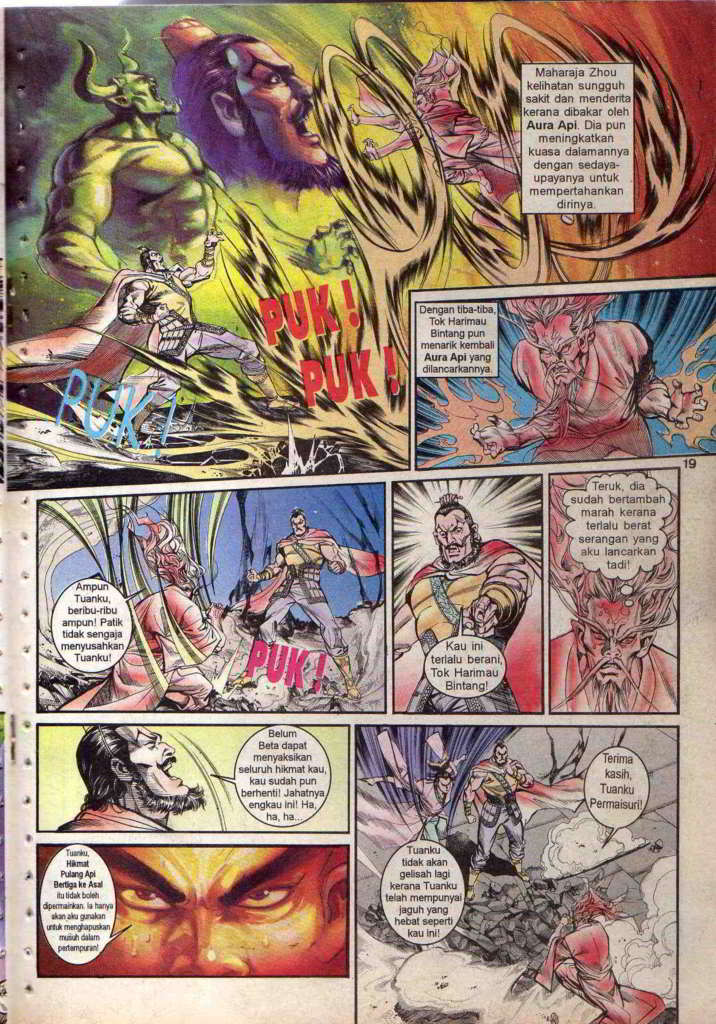 Maharaja Zhou
kelihatan sungguh
sakit dan menderita
kerana dibakar oleh
Aura Api. Dia pun
meningkatkan
kuasa dalamannya
dengan sedaya-
upayanya untuk
mempertahankan
dirinya.
PUK!
PUK!
PUK!
Dengan tiba-tiba,
Tok Harimau
Bintang pun
menarik kembali
Aura Api yang
dilancarkannya.
19
Ampun
Tuanku,
beribu-ribu
ampun! Patik
tidak sengaja
menyusahkan
Tuanku!
PUK!
Kau ini
terlalu berani,
Tok Harimau
Bintang!
Teruk, dia
sudah bertambah
marah kerana
terlalu berat
serangan yang
aku lancarkan
tadi!
Belum
Beta dapat
menyaksikan
seluruh hikmat kau,
kau sudah pun
berhenti! Jahatnya
engkau ini! Ha,
ha, ha...
Tuanku,
Hikmat
Pulang Api
Bertiga ke Asal
itu tidak boleh
dipermainkan. Ia hanya
akan aku gunakan
untuk menghapuskan
musuh dalam
pertempuran!
Terima
kasih,
Tuanku
Permaisuri!
Tuanku
tidak akan
gelisah lagi
kerana Tuanku
telah mempunyai
jaguh yang
hebat seperti
kau ini!